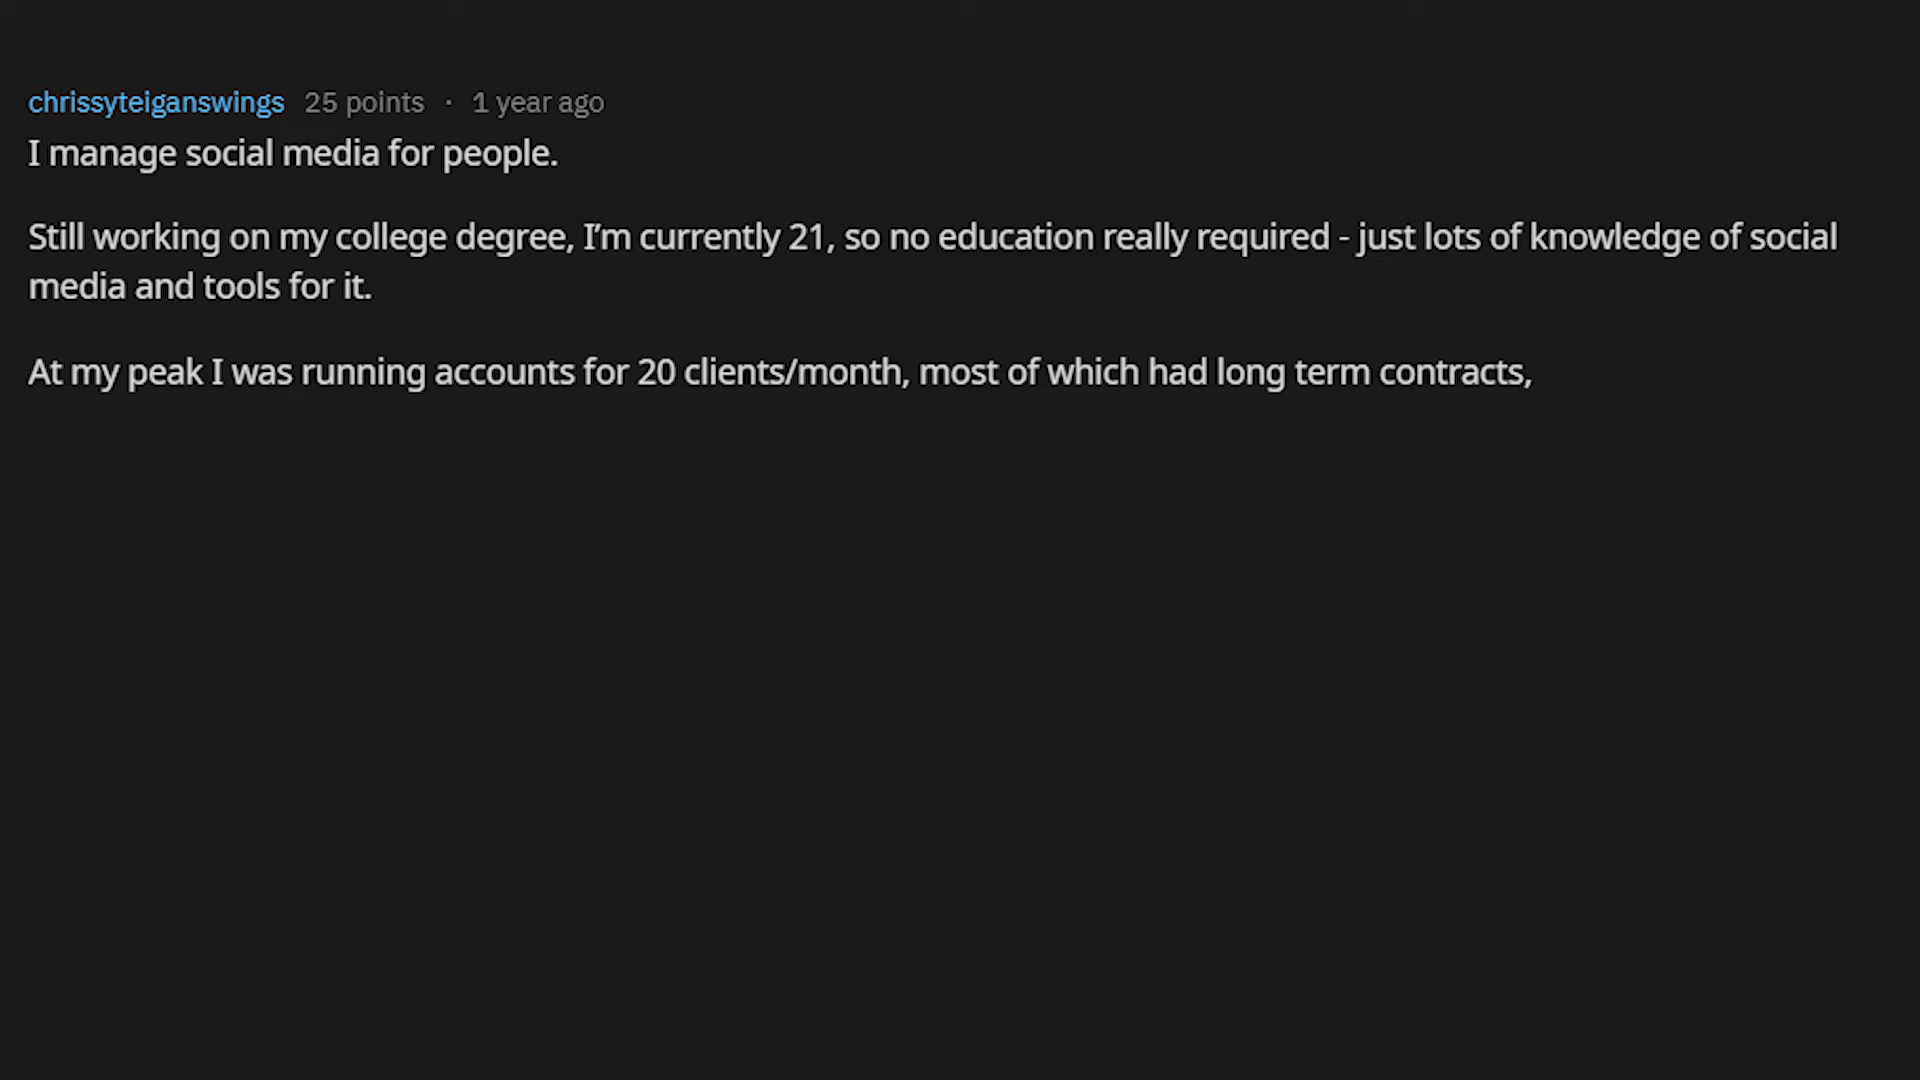 chrissyteiganswings 25 points · 1 year ago
I manage social media for people.
Still working on my college degree, I’m currently 21, so no education really required - just lots of knowledge of social
media and tools for it.
At my peak I was running accounts for 20 clients/month, most of which had long term contracts,